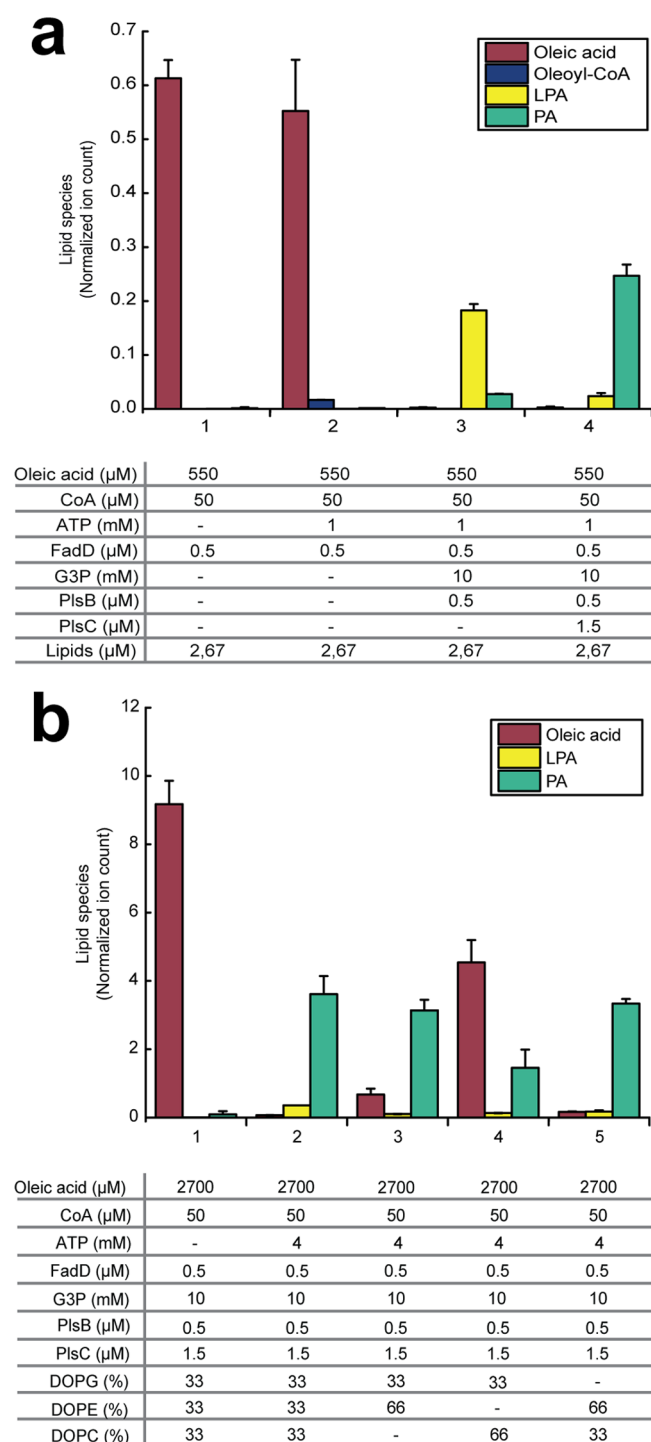 a
Oleic acid
Oleoyl-CoA
LPA
PA
Lipid species
(Normalized ion count)
0.7
0.6
0.5
0.4
0.3
0.2
0.1
0.0
1 2 3 4
Oleic acid (µM) 550 550 550 550
CoA (µM) 50 50 50 50
ATP (mM) - 1 1 1
FadD (µM) 0.5 0.5 0.5 0.5
G3P (mM) - - 10 10
PlsB (µM) - - 0.5 0.5
PlsC (µM) - - - 1.5
Lipids (µM) 2,67 2,67 2,67 2,67
b
Oleic acid
LPA
PA
Lipid species
(Normalized ion count)
12
10
8
6
4
2
0
1 2 3 4 5
Oleic acid (µM) 2700 2700 2700 2700 2700
CoA (µM) 50 50 50 50 50
ATP (mM) - 4 4 4 4
FadD (µM) 0.5 0.5 0.5 0.5 0.5
G3P (mM) 10 10 10 10 10
PlsB (µM) 0.5 0.5 0.5 0.5 0.5
PlsC (µM) 1.5 1.5 1.5 1.5 1.5
DOPG (%) 33 33 33 33 -
DOPE (%) 33 33 66 - 66
DOPC (%) 33 33 - 66 33